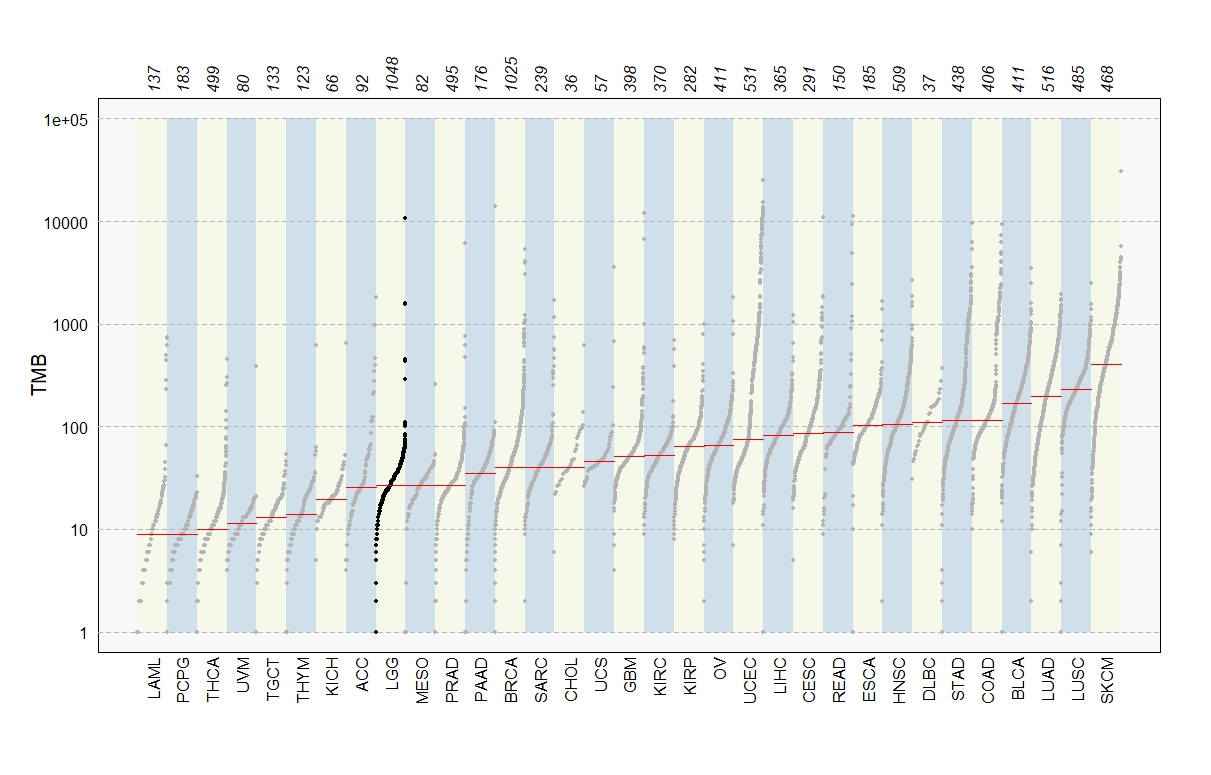 137 183 499 80 133 123 66 92 1048 82 495 176 1025 239 36 57 398 370 282 411 531 365 291 150 185 509 37 438 406 411 516 485 468
1e+05
10000
1000
100
10
1
TMB
LAML PCPG THCA UVM TGCT THYM KICH ACC LGG MESO PRAD PAAD BRCA SARC CHOL UCS GBM KIRC KIRP OV UCEC LIHC CESC READ ESCA HNSC DLBC STAD COAD BLCA LUAD LUSC SKCM